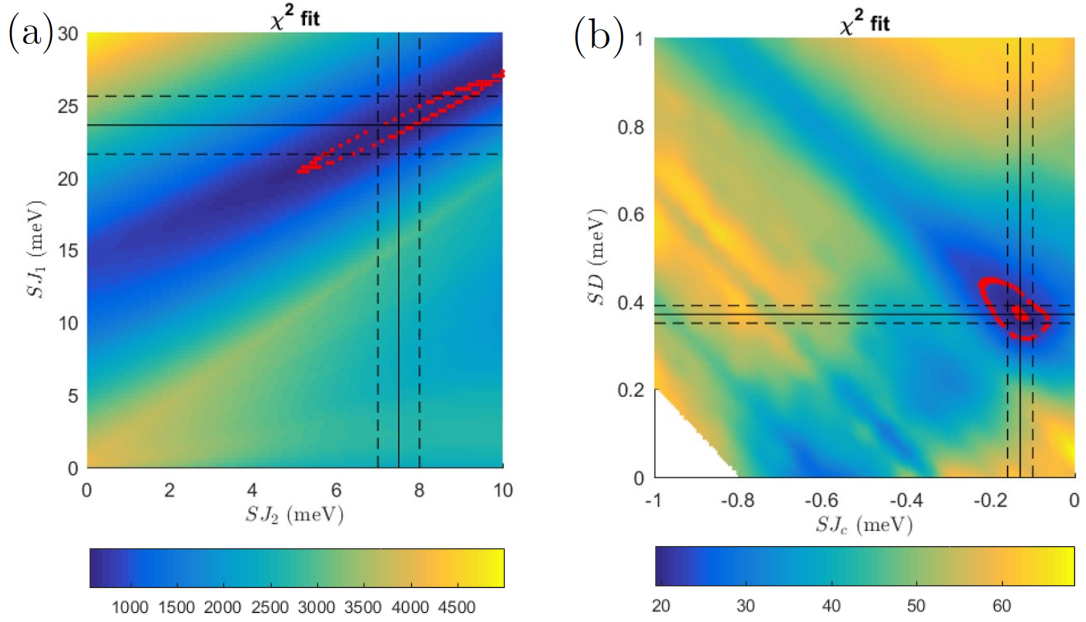 (a)
χ² fit
30
25
20
15
10
5
0
SJ₁ (meV)
0 2 4 6 8 10
SJ₂ (meV)
1000 1500 2000 2500 3000 3500 4000 4500
(b)
χ² fit
1
0.8
0.6
0.4
0.2
0
SD (meV)
-1 -0.8 -0.6 -0.4 -0.2 0
SJ_c (meV)
20 30 40 50 60